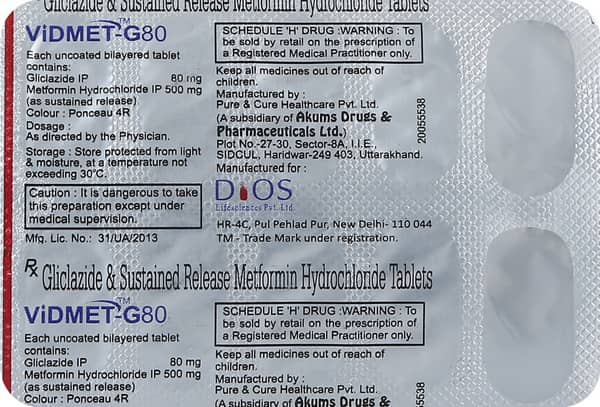 Gliclazide & Sustained Release Metformin Hydrochloride Tablets
ViDMET-G80
TM
Each uncoated bilayered tablet
contains:
Gliclazide IP 80 mg
Metformin Hydrochloride IP 500 mg
(as sustained release)
Colour : Ponceau 4R
Dosage :
As directed by the Physician.
Storage : Store protected from light
& moisture, at a temperature not
exceeding 30°C.
Caution : It is dangerous to take
this preparation except under
medical supervision.
Mfg. Lic. No.: 31/UA/2013
SCHEDULE 'H' DRUG :WARNING : To
be sold by retail on the prescription of
a Registered Medical Practitioner only.
Keep all medicines out of reach of
children.
Manufactured by :
Pure & Cure Healthcare Pvt. Ltd.
(A subsidiary of Akums Drugs &
Pharmaceuticals Ltd.)
Plot No.-27-30, Sector-8A, I.I.E.,
SIDCUL, Haridwar-249 403, Uttarakhand.
Manufactured for :
DIOS
Lifesciences Pvt. Ltd.
HR-4C, Pul Pehlad Pur, New Delhi- 110 044
TM - Trade Mark under registration.
20055538
Rx Gliclazide & Sustained Release Metformin Hydrochloride Tablets
ViDMET-G80
TM
Each uncoated bilayered tablet
contains:
Gliclazide IP 80 mg
Metformin Hydrochloride IP 500 mg
(as sustained release)
Colour : Ponceau 4R
SCHEDULE 'H' DRUG :WARNING : To
be sold by retail on the prescription of
a Registered Medical Practitioner only.
Keep all medicines out of reach of
children.
Manufactured by :
Pure & Cure Healthcare Pvt. Ltd.
(A subsidiary of Akums Drugs &
5538